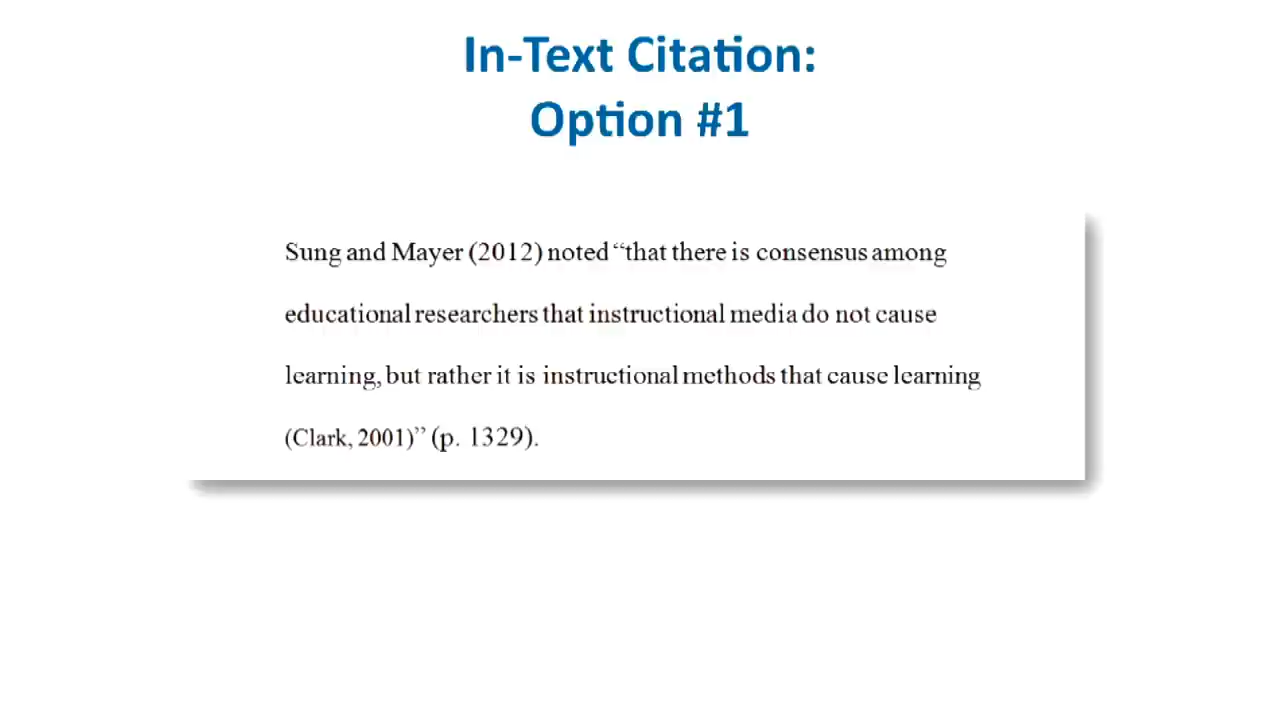 In-Text Citation:
Option #1
Sung and Mayer (2012) noted “that there is consensus among
educational researchers that instructional media do not cause
learning, but rather it is instructional methods that cause learning
(Clark, 2001)” (p. 1329).